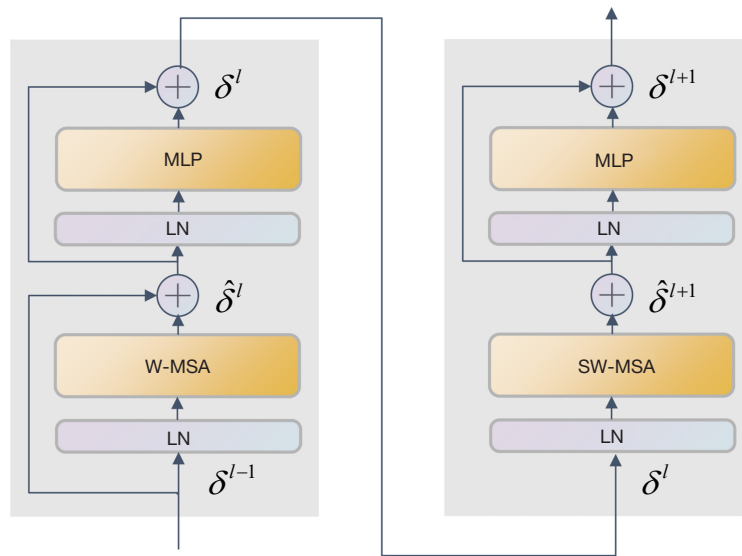 δ^l
MLP
LN
δ̂^l
W-MSA
LN
δ^{l−1}
δ^{l+1}
MLP
LN
δ̂^{l+1}
SW-MSA
LN
δ^l